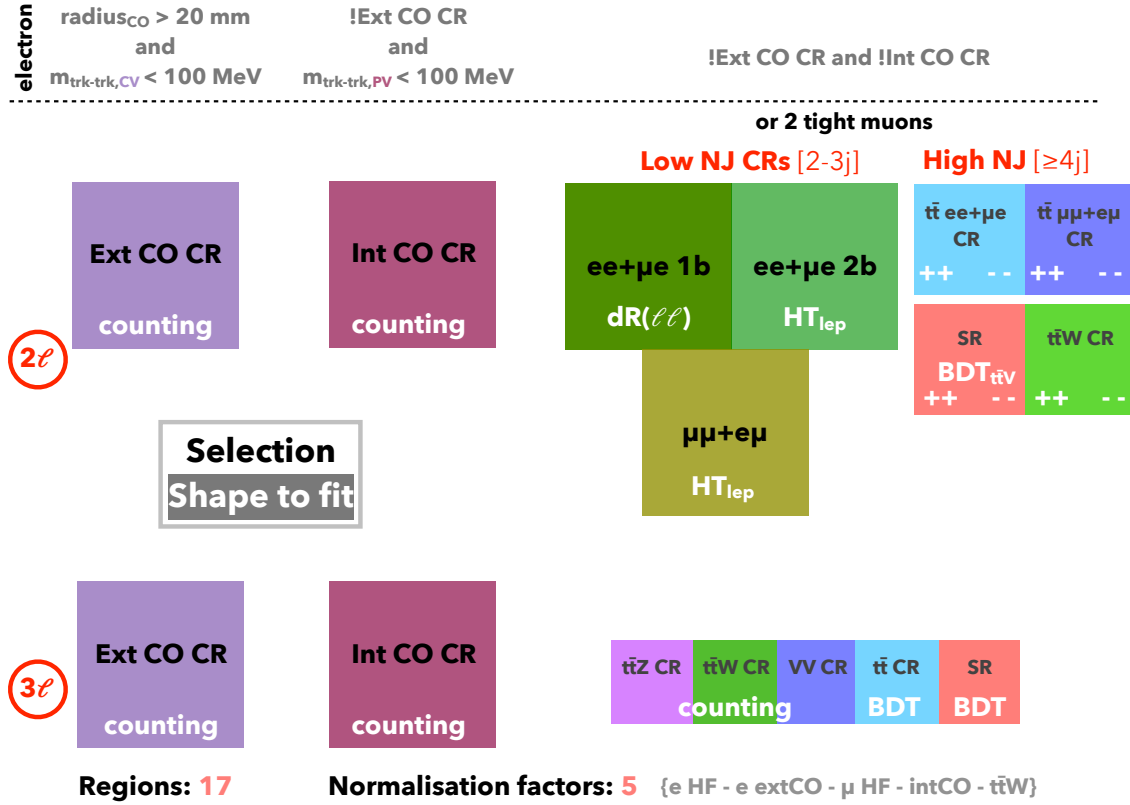 electron
radiusCO > 20 mm
and
mtrk-trk,CV < 100 MeV
!Ext CO CR
and
mtrk-trk,PV < 100 MeV
!Ext CO CR and !Int CO CR
or 2 tight muons
Low NJ CRs [2-3j]
High NJ [≥4j]
2ℓ
Ext CO CR
counting
Int CO CR
counting
ee+μe 1b
dR(ℓℓ)
ee+μe 2b
HTlep
μμ+eμ
HTlep
tt̄ ee+μe
CR
++ --
tt̄ μμ+eμ
CR
++ --
SR
BDTtt̄V
++ --
tt̄W CR
++ --
Selection
Shape to fit
3ℓ
Ext CO CR
counting
Int CO CR
counting
tt̄Z CR
tt̄W CR
VV CR
counting
tt̄ CR
BDT
SR
BDT
Regions: 17
Normalisation factors: 5 {e HF - e extCO - μ HF - intCO - tt̄W}